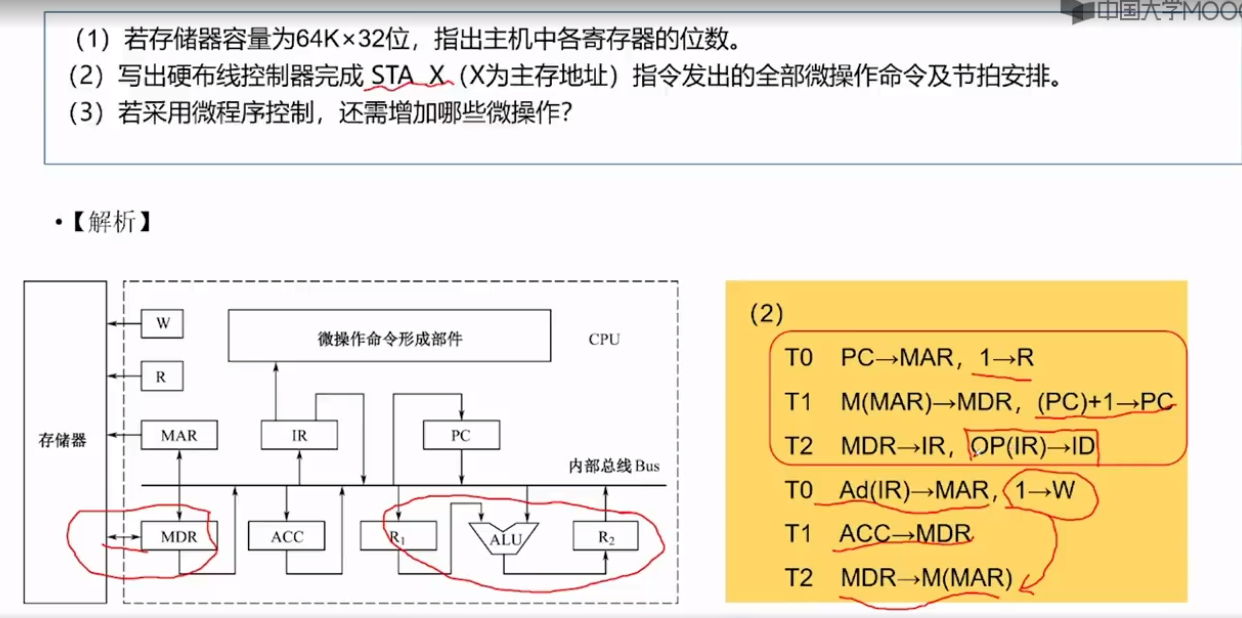 中国大学MOOC
（1）若存储器容量为64K×32位，指出主机中各寄存器的位数。
（2）写出硬布线控制器完成 STA X（X为主存地址）指令发出的全部微操作命令及节拍安排。
（3）若采用微程序控制，还需增加哪些微操作？
•【解析】
存储器
W
R
微操作命令形成部件
CPU
MAR
IR
PC
内部总线Bus
MDR
ACC
R₁
ALU
R₂
(2)
T0 PC→MAR，1→R
T1 M(MAR)→MDR，(PC)+1→PC
T2 MDR→IR，OP(IR)→ID
T0 Ad(IR)→MAR，1→W
T1 ACC→MDR
T2 MDR→M(MAR)